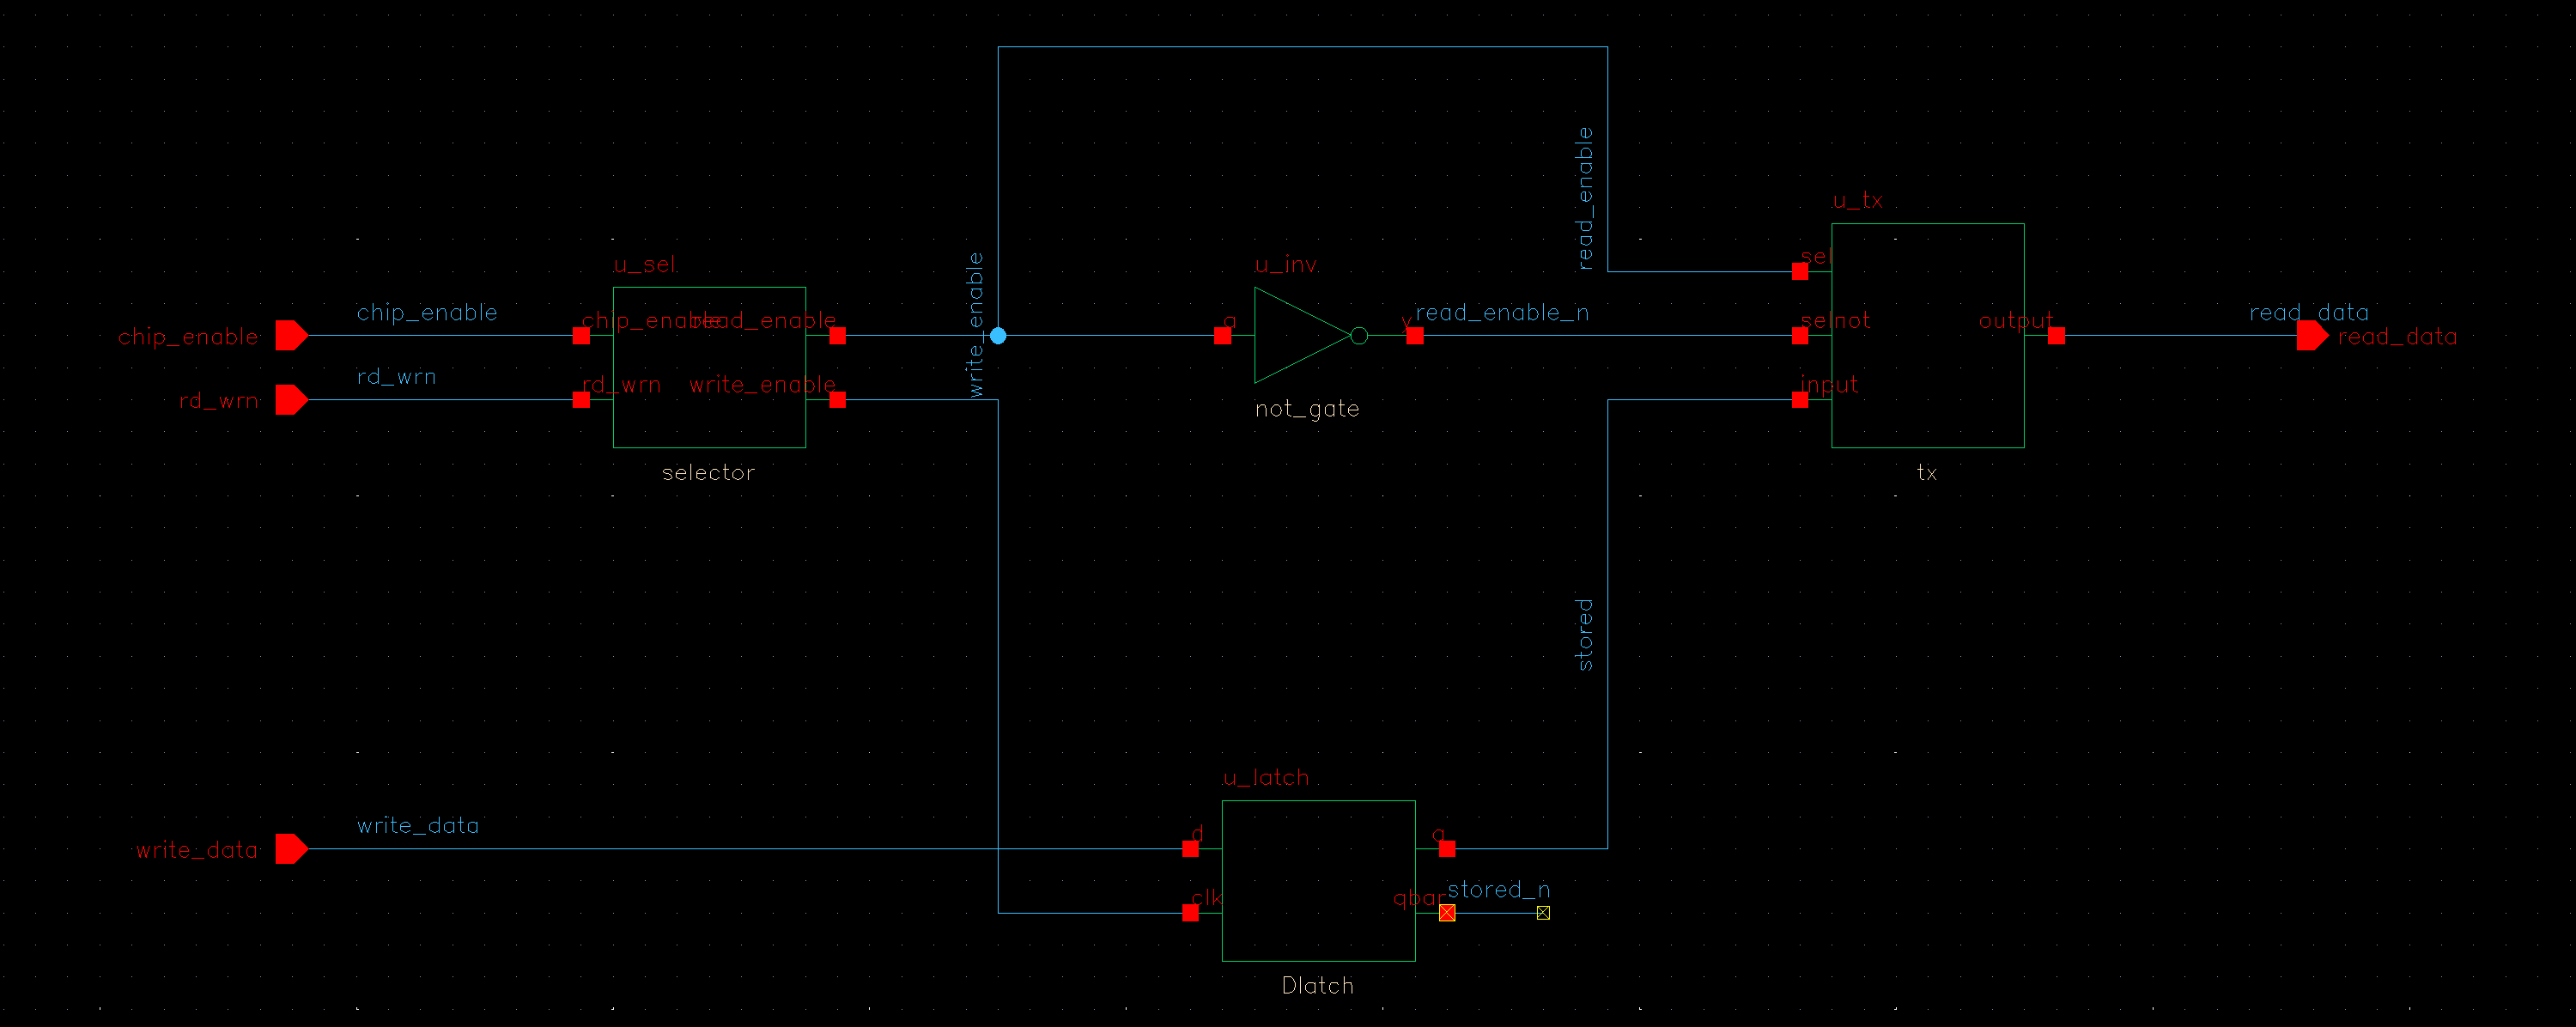 read_enable
u_tx
sel
write_enable
u_sel
u_inv
chip_enable
chip_enable
chip_enable
read_enable
a
y
read_enable_n
selnot
output
read_data
read_data
rd_wrn
rd_wrn
rd_wrn
write_enable
input
not_gate
selector
tx
stored
u_latch
write_data
write_data
d
q
clk
qbar
stored_n
Dlatch